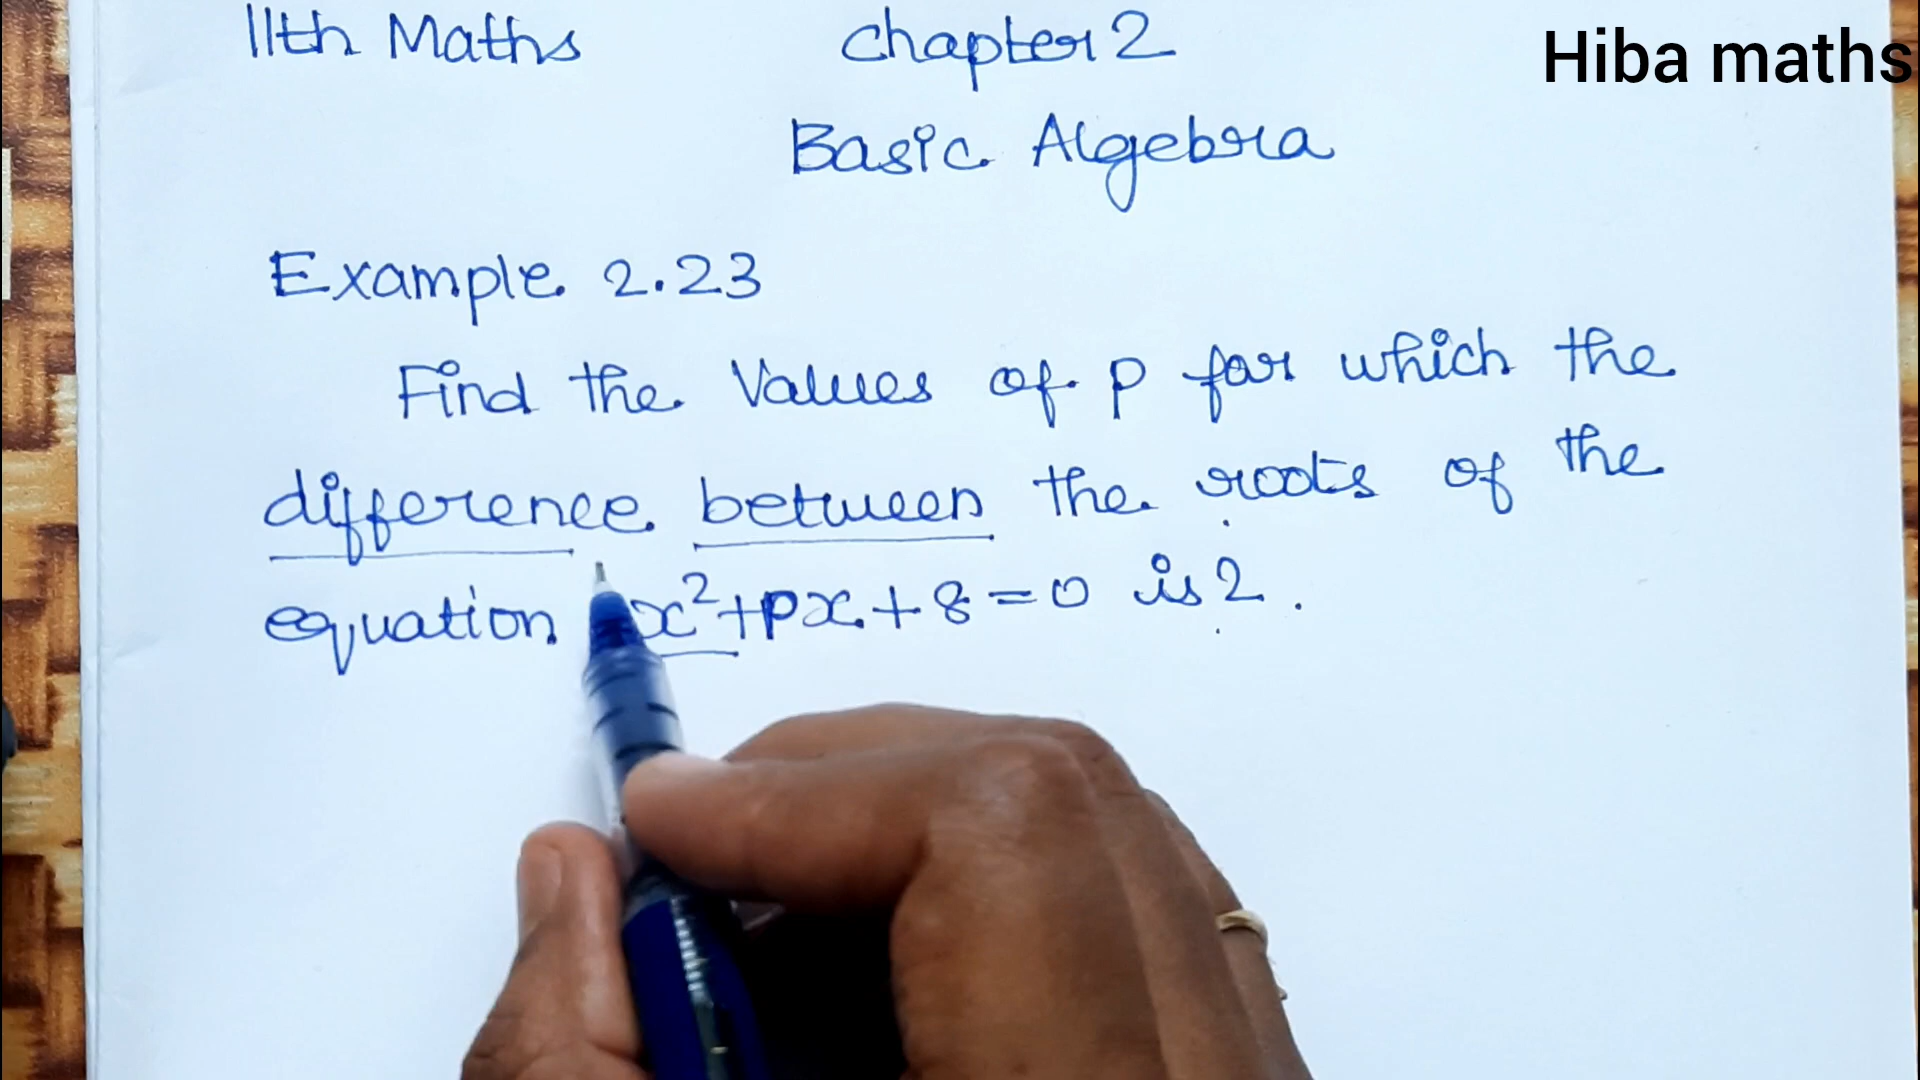 11th Maths Chapter 2 Hiba maths
Basic Algebra
Example 2.23
Find the Values of p for which the
difference between the roots of the
equation x²+px+8=0 is 2.